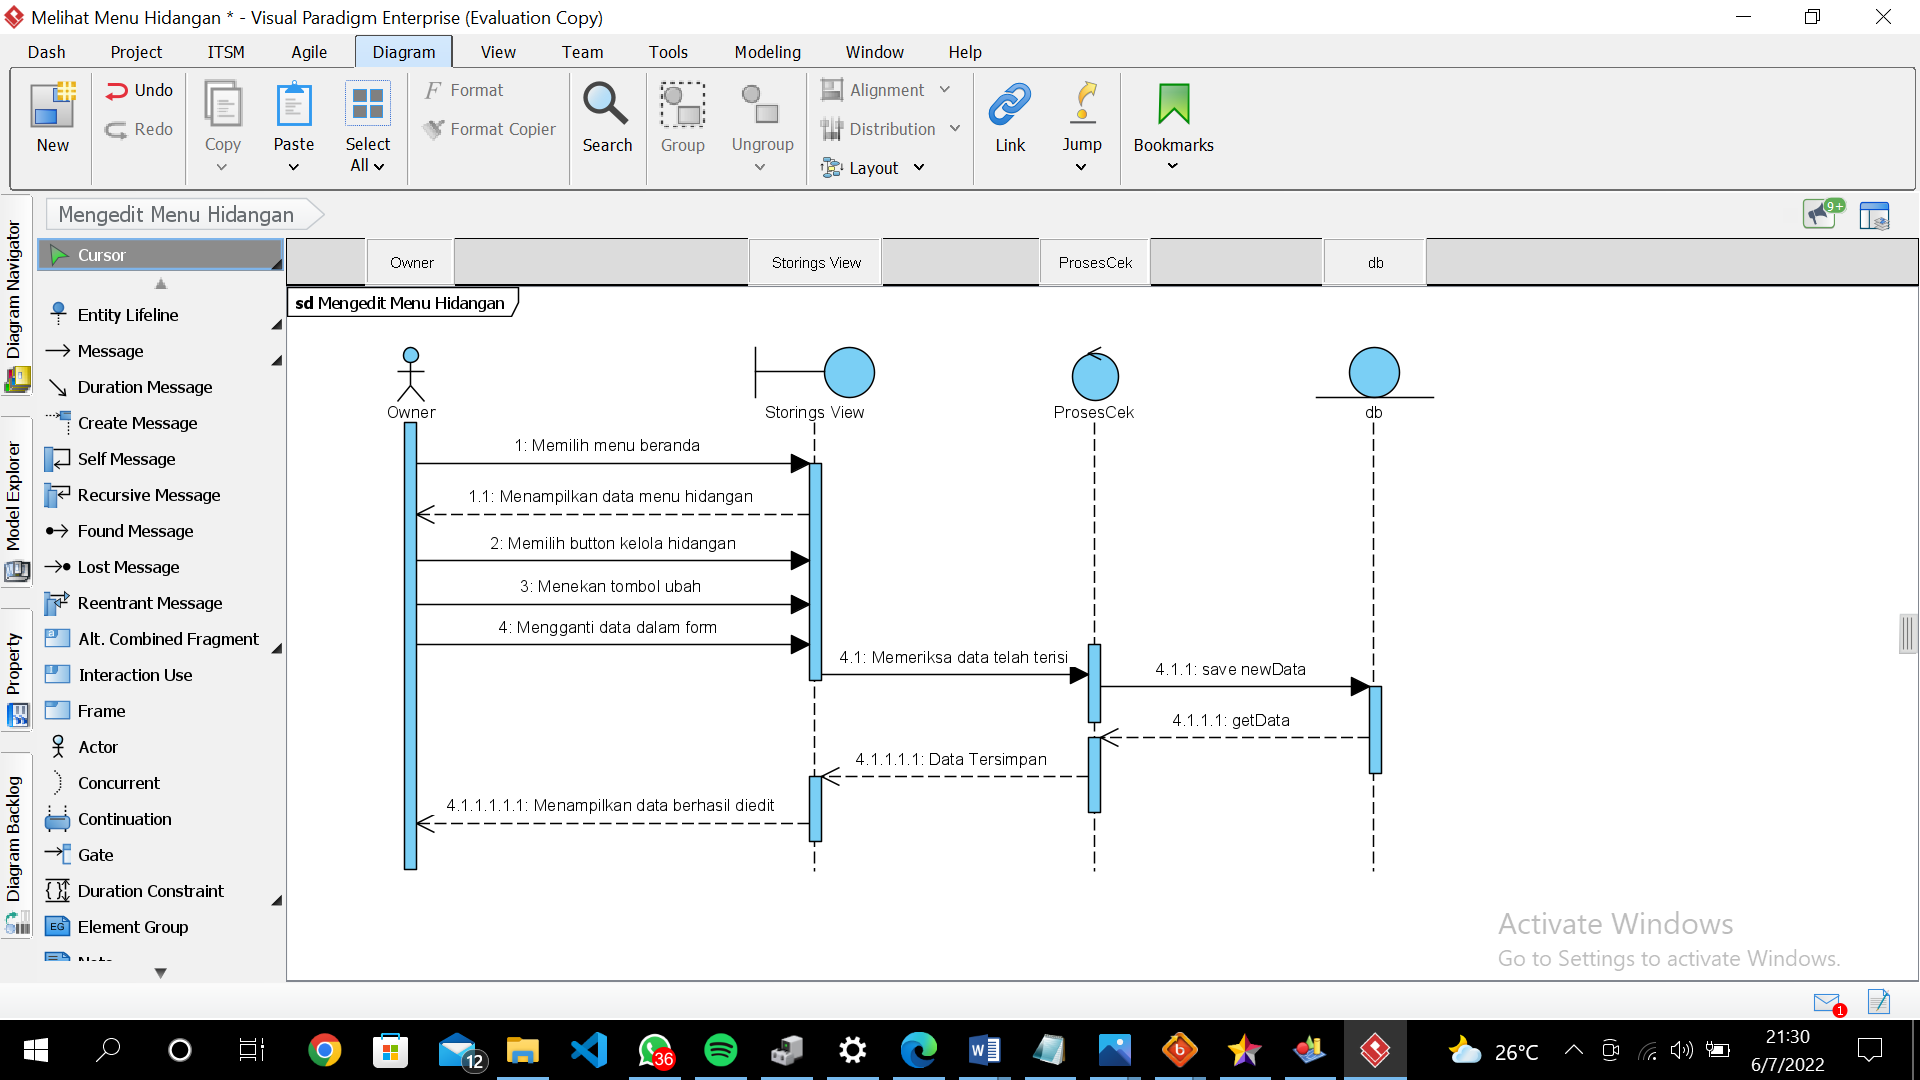 Melihat Menu Hidangan * - Visual Paradigm Enterprise (Evaluation Copy)
Dash Project ITSM Agile Diagram View Team Tools Modeling Window Help
New
Undo
Redo
Copy
Paste
Select All
Format
Format Copier
Search
Group
Ungroup
Alignment
Distribution
Layout
Link
Jump
Bookmarks
Mengedit Menu Hidangan
9+
Diagram Navigator
Model Explorer
Property
Diagram Backlog
Cursor
Entity Lifeline
Message
Duration Message
Create Message
Self Message
Recursive Message
Found Message
Lost Message
Reentrant Message
Alt. Combined Fragment
Interaction Use
Frame
Actor
Concurrent
Continuation
Gate
Duration Constraint
EG Element Group
Owner Storings View ProsesCek db
sd Mengedit Menu Hidangan
Owner Storings View ProsesCek db
1: Memilih menu beranda
1.1: Menampilkan data menu hidangan
2: Memilih button kelola hidangan
3: Menekan tombol ubah
4: Mengganti data dalam form
4.1: Memeriksa data telah terisi
4.1.1: save newData
4.1.1.1: getData
4.1.1.1.1: Data Tersimpan
4.1.1.1.1.1: Menampilkan data berhasil diedit
Activate Windows
Go to Settings to activate Windows.
1
12
36
26°C
21:30
6/7/2022